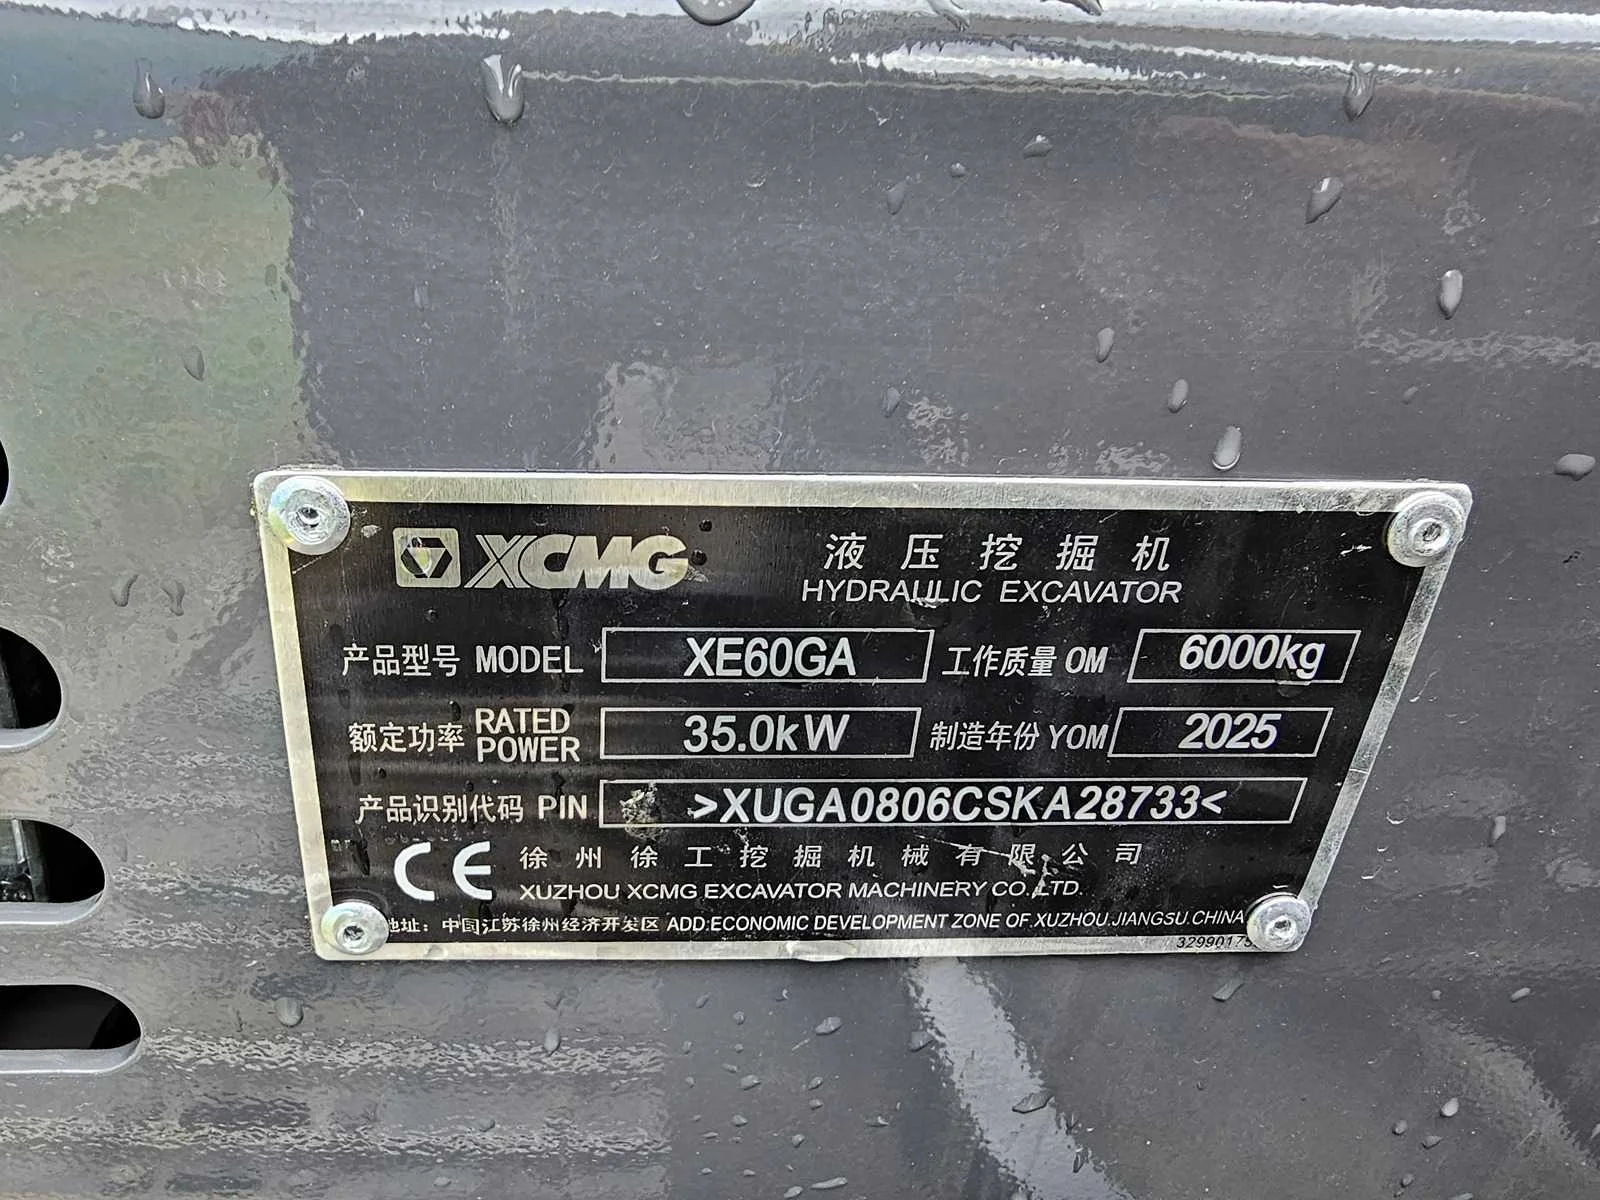 XCMG
液压挖掘机
HYDRAULIC EXCAVATOR
产品型号 MODEL XE60GA 工作质量 OM 6000kg
额定功率 RATED POWER 35.0kW 制造年份 YOM 2025
产品识别代码 PIN >XUGA0806CSKA28733<
CE 徐州徐工挖掘机械有限公司
XUZHOU XCMG EXCAVATOR MACHINERY CO.,LTD.
地址：中国江苏徐州经济开发区 ADD:ECONOMIC DEVELOPMENT ZONE OF XUZHOU.JIANGSU.CHINA